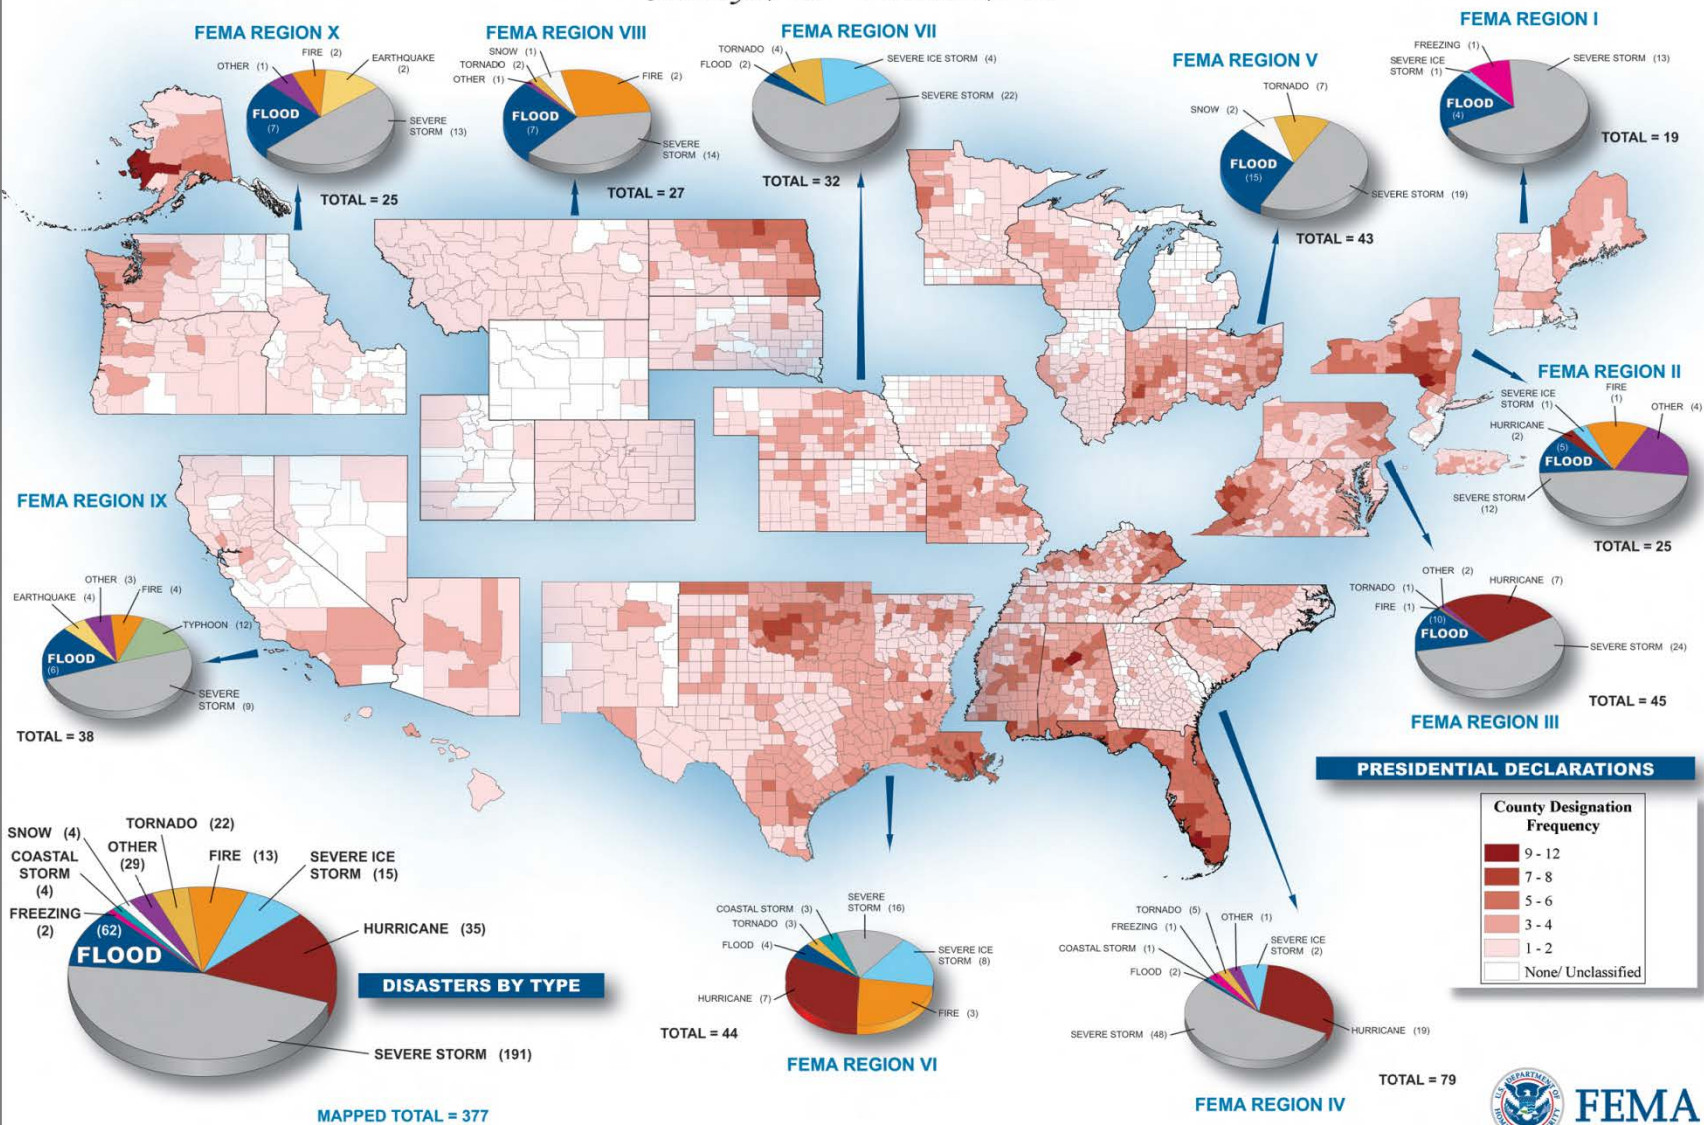 FEMA REGION X
OTHER (1)
FIRE (2)
EARTHQUAKE
(2)
FLOOD
(7)
SEVERE
STORM (13)
TOTAL = 25
FEMA REGION VIII
SNOW (1)
TORNADO (2)
OTHER (1)
FIRE (2)
FLOOD
(7)
SEVERE
STORM (14)
TOTAL = 27
FEMA REGION VII
TORNADO (4)
FLOOD (2)
SEVERE ICE STORM (4)
SEVERE STORM (22)
TOTAL = 32
FEMA REGION V
TORNADO (7)
SNOW (2)
FLOOD
(15)
SEVERE STORM (19)
TOTAL = 43
FEMA REGION I
FREEZING (1)
SEVERE ICE
STORM (1)
SEVERE STORM (13)
FLOOD
(4)
TOTAL = 19
FEMA REGION II
FIRE
(1)
SEVERE ICE
STORM (1)
OTHER (4)
HURRICANE
(2)
(5)
FLOOD
SEVERE STORM
(12)
TOTAL = 25
FEMA REGION IX
OTHER (3)
FIRE (4)
EARTHQUAKE (4)
TYPHOON (12)
FLOOD
(6)
SEVERE
STORM (9)
TOTAL = 38
OTHER (2)
HURRICANE (7)
TORNADO (1)
FIRE (1)
(10)
FLOOD
SEVERE STORM (24)
TOTAL = 45
FEMA REGION III
PRESIDENTIAL DECLARATIONS
County Designation
Frequency
9 - 12
7 - 8
5 - 6
3 - 4
1 - 2
None/ Unclassified
SNOW (4)
TORNADO (22)
OTHER
(29)
FIRE (13)
COASTAL
STORM
(4)
SEVERE ICE
STORM (15)
FREEZING
(2)
(62)
FLOOD
HURRICANE (35)
DISASTERS BY TYPE
SEVERE STORM (191)
MAPPED TOTAL = 377
SEVERE
STORM (16)
COASTAL STORM (3)
TORNADO (3)
FLOOD (4)
SEVERE ICE
STORM (8)
HURRICANE (7)
FIRE (3)
TOTAL = 44
FEMA REGION VI
TORNADO (5)
OTHER (1)
FREEZING (1)
COASTAL STORM (1)
SEVERE ICE
STORM (2)
FLOOD (2)
SEVERE STORM (48)
HURRICANE (19)
TOTAL = 79
FEMA REGION IV
FEMA